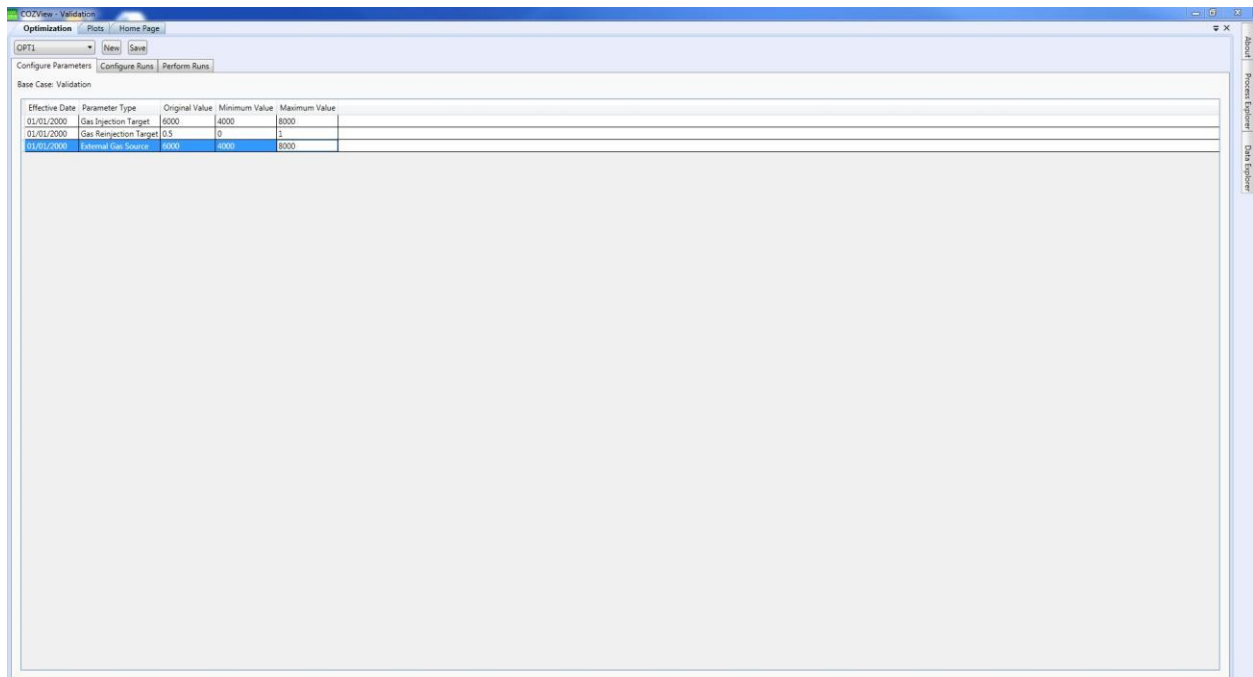 COZView - Validation
Optimization Plots Home Page
OPT1 New Save
Configure Parameters Configure Runs Perform Runs
Base Case: Validation
Effective Date Parameter Type Original Value Minimum Value Maximum Value
01/01/2000 Gas Injection Target 6000 4000 8000
01/01/2000 Gas Reinjection Target 0.5 0 1
01/01/2000 External Gas Source 6000 4000 8000
About
Process Explorer
Data Explorer